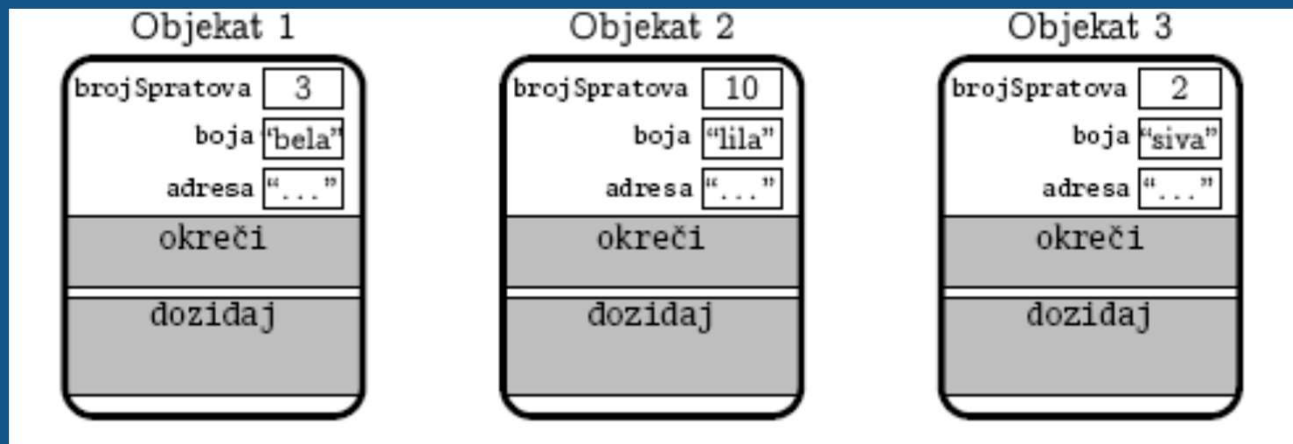 Objekat 1
brojSpratova 3
boja “bela”
adresa “...”
okreči
dozidaj
Objekat 2
brojSpratova 10
boja “lila”
adresa “...”
okreči
dozidaj
Objekat 3
brojSpratova 2
boja “siva”
adresa “...”
okreči
dozidaj